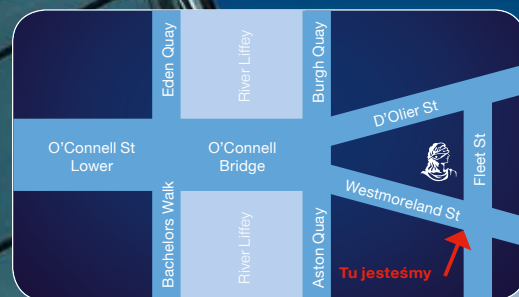 Eden Quay
River Liffey
Burgh Quay
D'Olier St
O'Connell St
Lower
O'Connell
Bridge
Fleet St
Westmoreland St
Bachelors Walk
River Liffey
Aston Quay
Tu jesteśmy